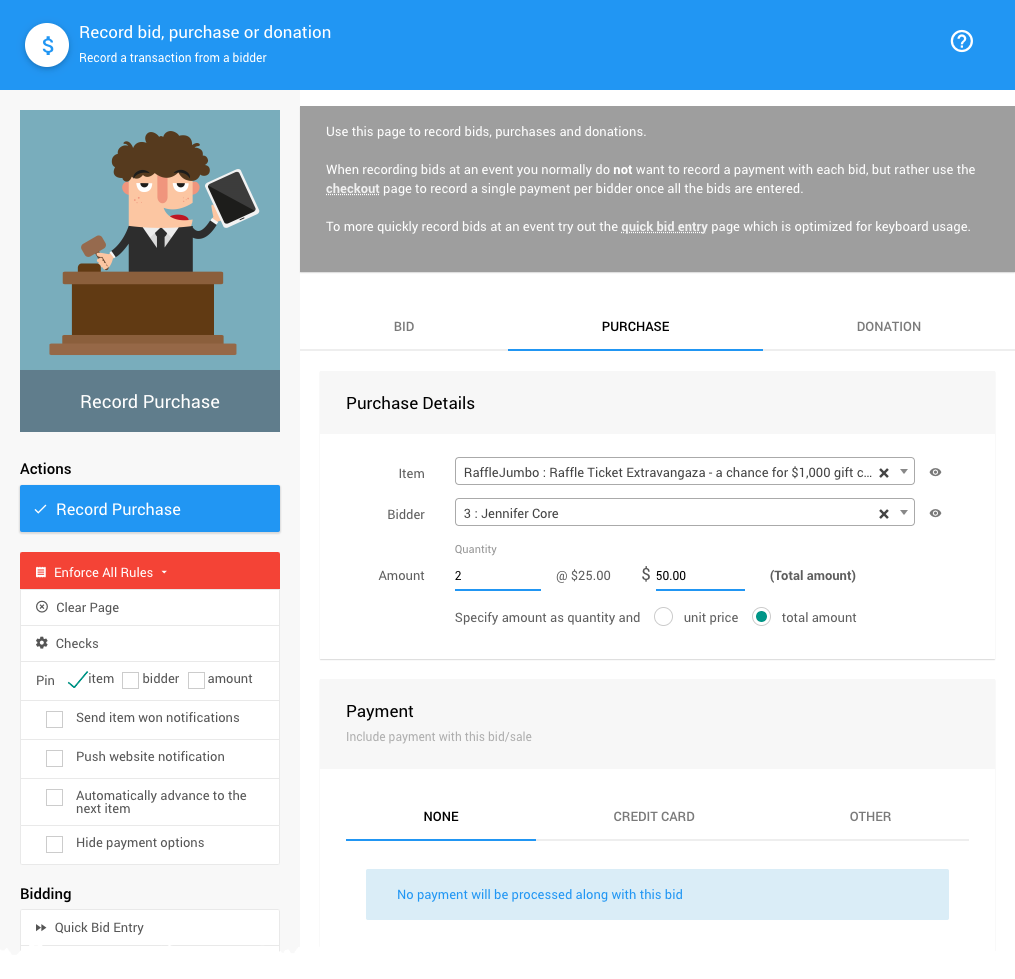 $
Record bid, purchase or donation
Record a transaction from a bidder
?
Record Purchase
Actions
Record Purchase
Enforce All Rules
Clear Page
Checks
Pin item bidder amount
Send item won notifications
Push website notification
Automatically advance to the
next item
Hide payment options
Bidding
Quick Bid Entry
Use this page to record bids, purchases and donations.
When recording bids at an event you normally do not want to record a payment with each bid, but rather use the
checkout page to record a single payment per bidder once all the bids are entered.
To more quickly record bids at an event try out the quick bid entry page which is optimized for keyboard usage.
BID PURCHASE DONATION
Purchase Details
Item RaffleJumbo : Raffle Ticket Extravangaza - a chance for $1,000 gift c...
Bidder 3 : Jennifer Core
Quantity
Amount 2 @ $25.00 $ 50.00 (Total amount)
Specify amount as quantity and unit price total amount
Payment
Include payment with this bid/sale
NONE CREDIT CARD OTHER
No payment will be processed along with this bid